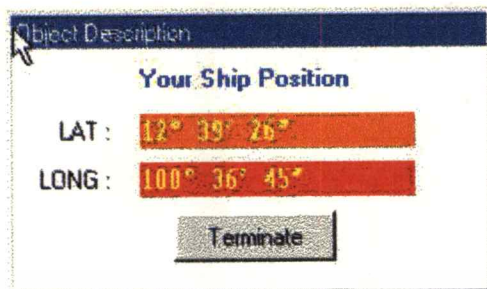 Object Description
Your Ship Position
LAT : 12° 39' 26"
LONG : 100° 36' 45"
Terminate